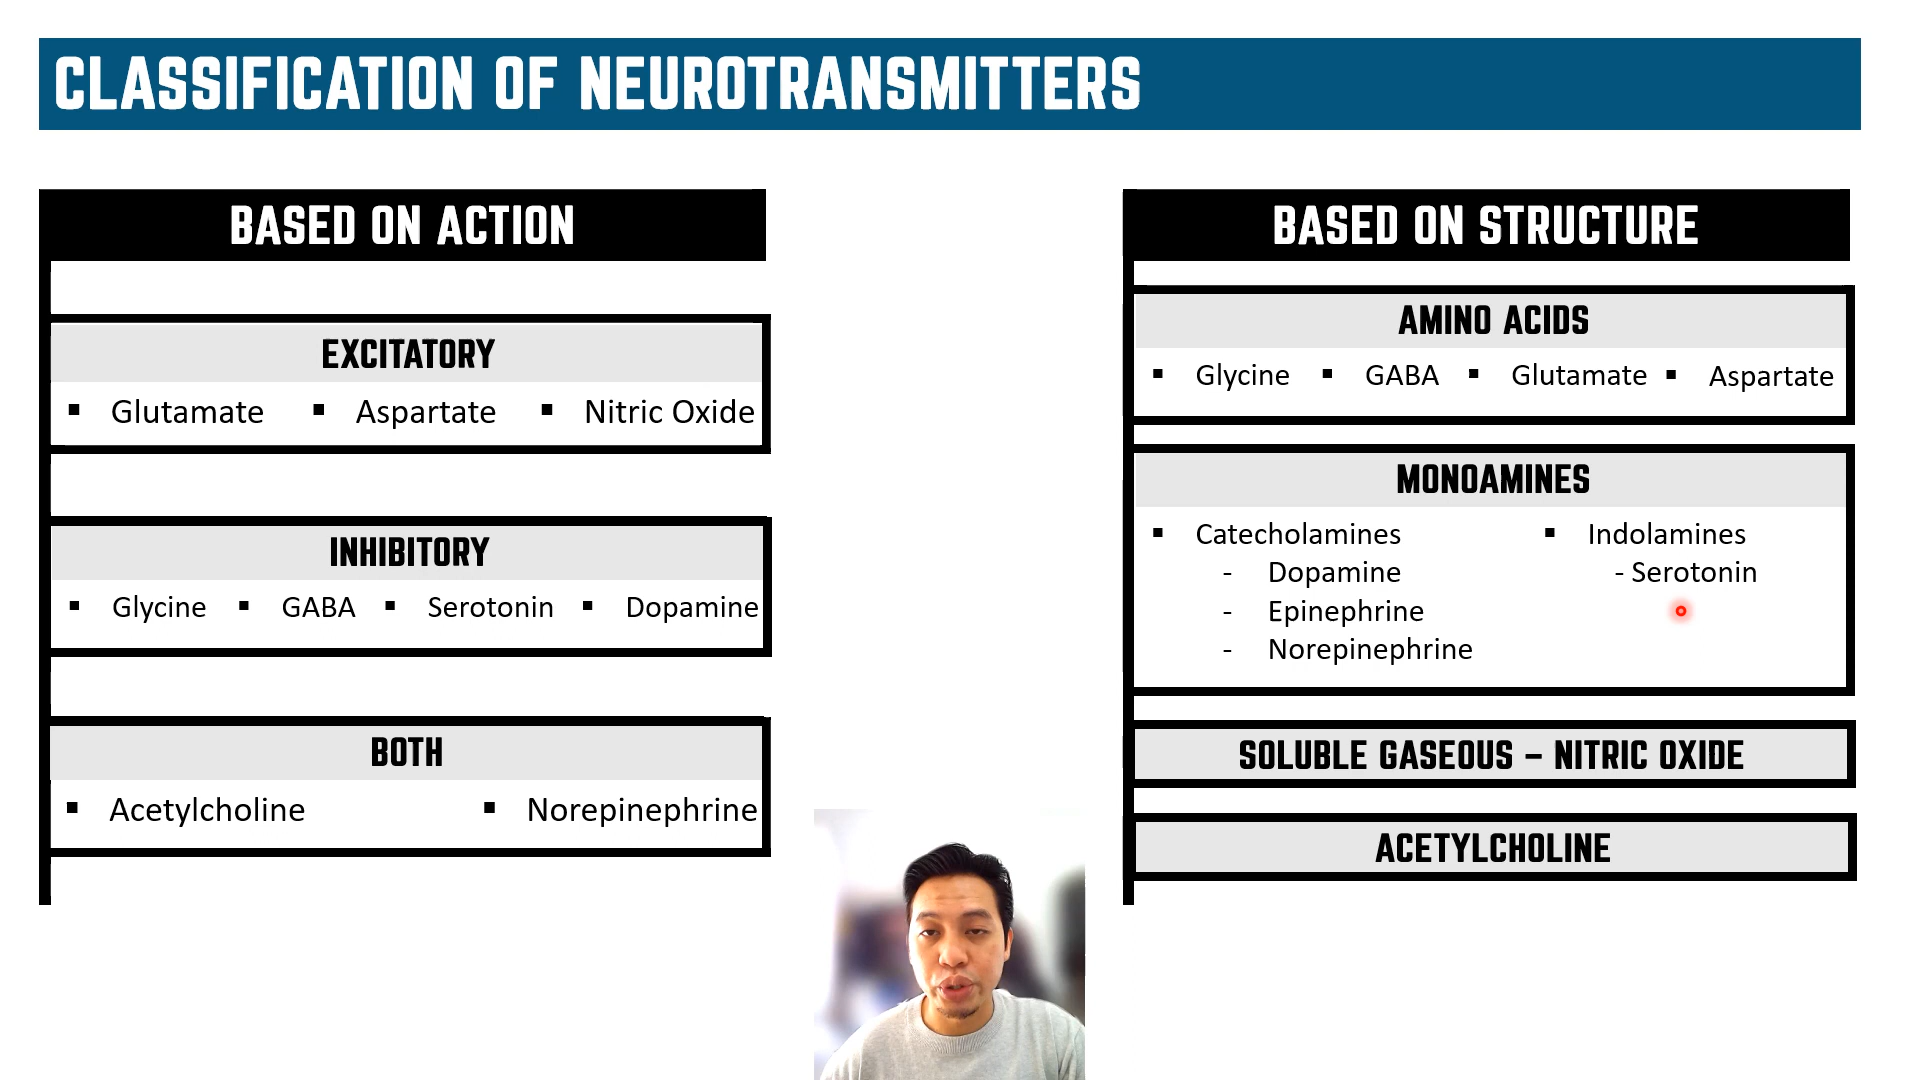 CLASSIFICATION OF NEUROTRANSMITTERS
BASED ON ACTION
EXCITATORY
▪ Glutamate ▪ Aspartate ▪ Nitric Oxide
INHIBITORY
▪ Glycine ▪ GABA ▪ Serotonin ▪ Dopamine
BOTH
▪ Acetylcholine ▪ Norepinephrine
BASED ON STRUCTURE
AMINO ACIDS
▪ Glycine ▪ GABA ▪ Glutamate ▪ Aspartate
MONOAMINES
▪ Catecholamines
- Dopamine
- Epinephrine
- Norepinephrine
▪ Indolamines
- Serotonin
SOLUBLE GASEOUS – NITRIC OXIDE
ACETYLCHOLINE